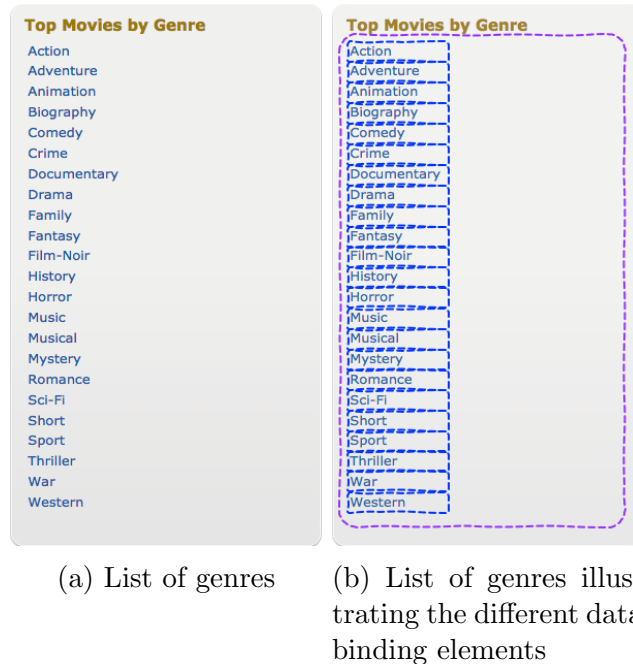 Top Movies by Genre
Action
Adventure
Animation
Biography
Comedy
Crime
Documentary
Drama
Family
Fantasy
Film-Noir
History
Horror
Music
Musical
Mystery
Romance
Sci-Fi
Short
Sport
Thriller
War
Western
(a) List of genres
Top Movies by Genre
Action
Adventure
Animation
Biography
Comedy
Crime
Documentary
Drama
Family
Fantasy
Film-Noir
History
Horror
Music
Musical
Mystery
Romance
Sci-Fi
Short
Sport
Thriller
War
Western
(b) List of genres illus
trating the different data
binding elements